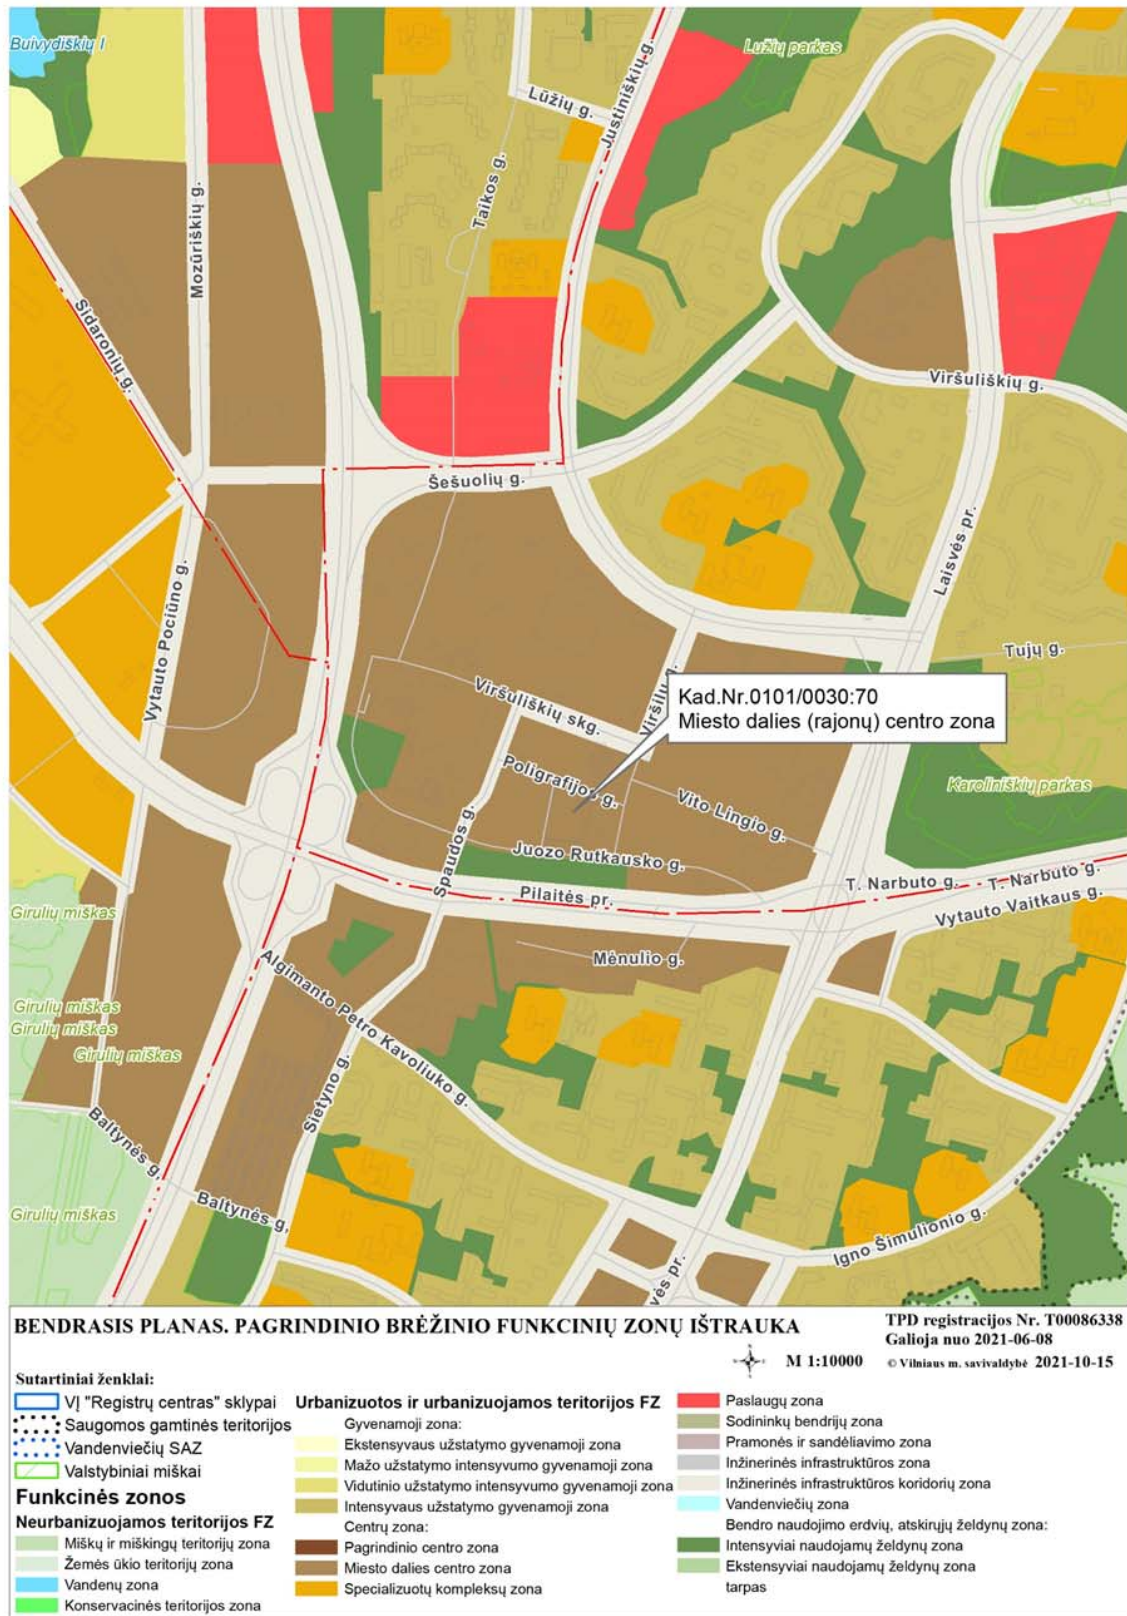 Buivydiškių I
Lužių parkas
Lūžių g.
Justiniškių g.
Taikos g.
Mozūriškių g.
Sidaronių g.
Viršuliškių g.
Šešuolių g.
Laisvės pr.
Vytauto Pociūno g.
Tujų g.
Viršuliškių skg.
Viršilų g.
Kad.Nr.0101/0030:70
Miesto dalies (rajonų) centro zona
Poligrafijos g.
Vito Lingio g.
Karoliniškių parkas
Spaudos g.
Juozo Rutkausko g.
Pilaitės pr.
T. Narbuto g.
T. Narbuto g.
Vytauto Vaitkaus g.
Girulių miškas
Mėnulio g.
Algimanto Petro Kavoliuko g.
Girulių miškas
Girulių miškas
Girulių miškas
Sietyno g.
Baltynės g.
Baltynės g,
Girulių miškas
Igno Šimulionio g.
vės pr.
BENDRASIS PLANAS. PAGRINDINIO BRĖŽINIO FUNKCINIŲ ZONŲ IŠTRAUKA
TPD registracijos Nr. T00086338
Galioja nuo 2021-06-08
M 1:10000
© Vilniaus m. savivaldybė 2021-10-15
Sutartiniai ženklai:
VĮ "Registrų centras" sklypai
Saugomos gamtinės teritorijos
Vandenviečių SAZ
Valstybiniai miškai
Funkcinės zonos
Neurbanizuojamos teritorijos FZ
Miškų ir miškingų teritorijų zona
Žemės ūkio teritorijų zona
Vandenų zona
Konservacinės teritorijos zona
Urbanizuotos ir urbanizuojamos teritorijos FZ
Gyvenamoji zona:
Ekstensyvaus užstatymo gyvenamoji zona
Mažo užstatymo intensyvumo gyvenamoji zona
Vidutinio užstatymo intensyvumo gyvenamoji zona
Intensyvaus užstatymo gyvenamoji zona
Centrų zona:
Pagrindinio centro zona
Miesto dalies centro zona
Specializuotų kompleksų zona
Paslaugų zona
Sodininkų bendrijų zona
Pramonės ir sandėliavimo zona
Inžinerinės infrastruktūros zona
Inžinerinės infrastruktūros koridorių zona
Vandenviečių zona
Bendro naudojimo erdvių, atskirųjų želdynų zona:
Intensyviai naudojamų želdynų zona
Ekstensyviai naudojamų želdynų zona
tarpas